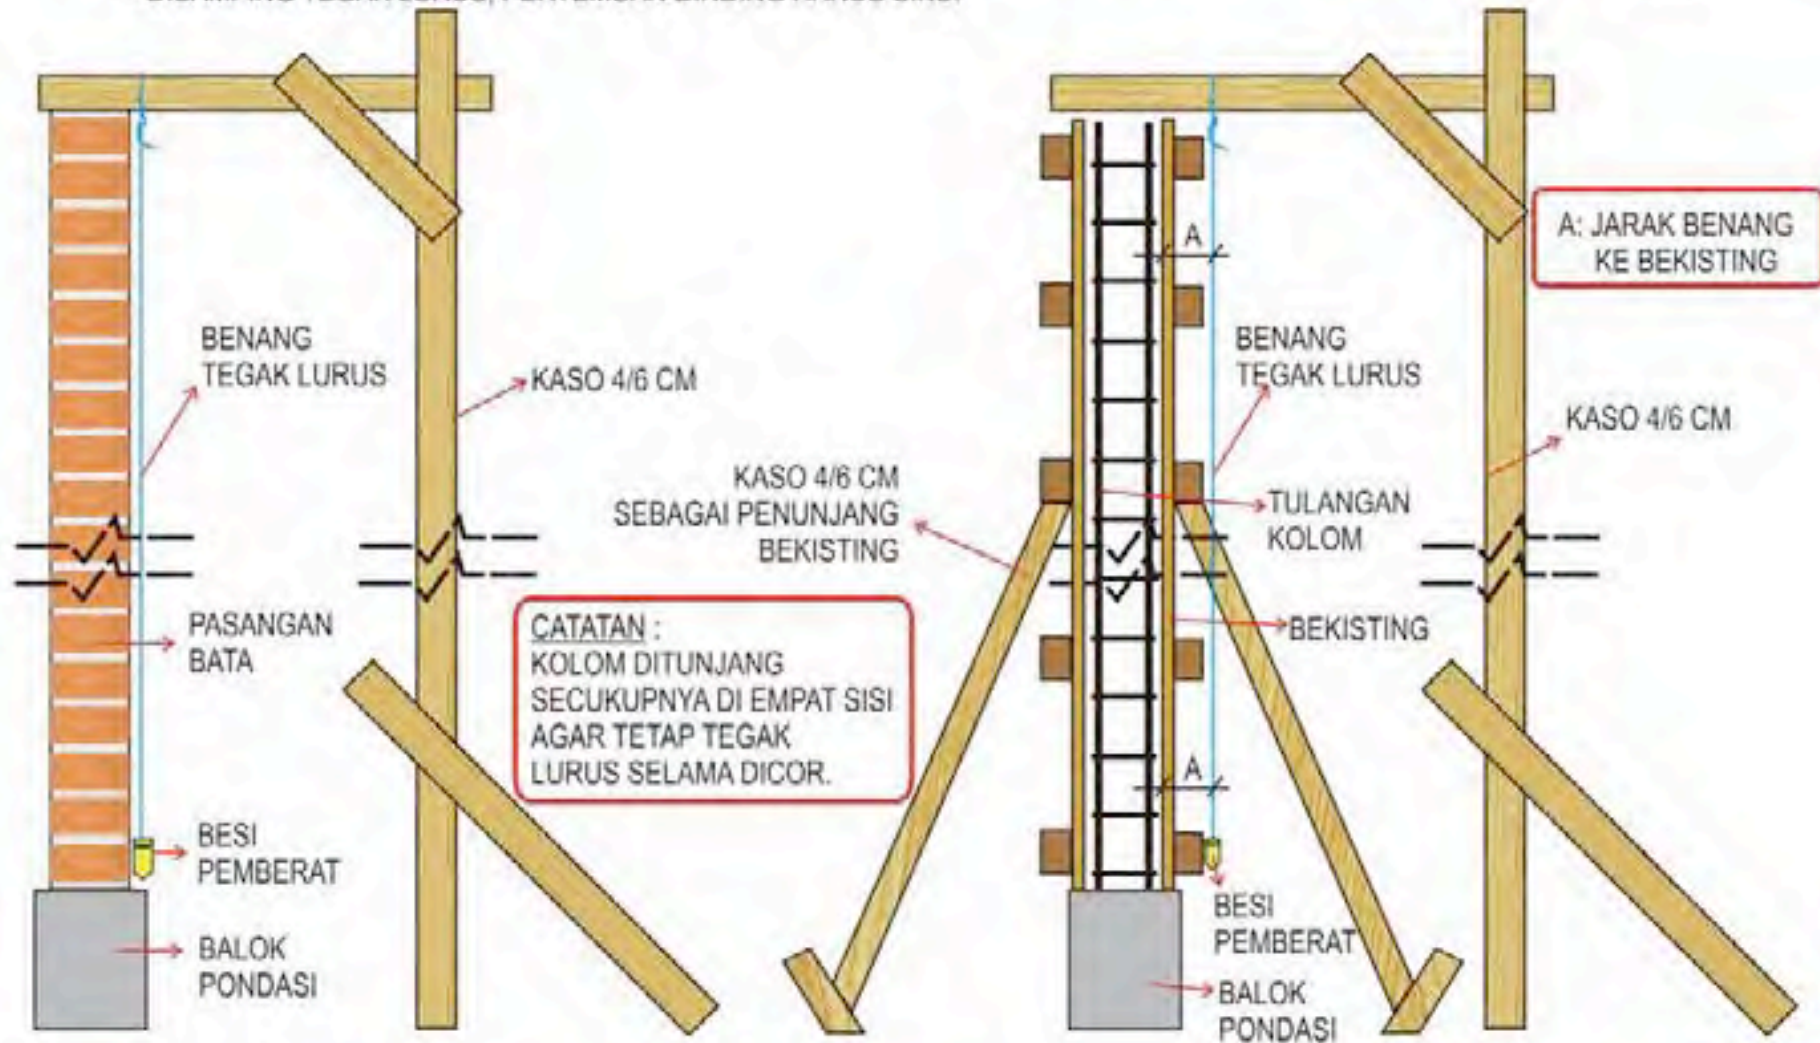 BENANG
TEGAK LURUS
KASO 4/6 CM
PASANGAN
BATA
CATATAN :
KOLOM DITUNJANG
SECUKUPNYA DI EMPAT SISI
AGAR TETAP TEGAK
LURUS SELAMA DICOR.
BESI
PEMBERAT
BALOK
PONDASI
A: JARAK BENANG
KE BEKISTING
A
BENANG
TEGAK LURUS
KASO 4/6 CM
KASO 4/6 CM
SEBAGAI PENUNJANG
BEKISTING
TULANGAN
KOLOM
BEKISTING
A
BESI
PEMBERAT
BALOK
PONDASI